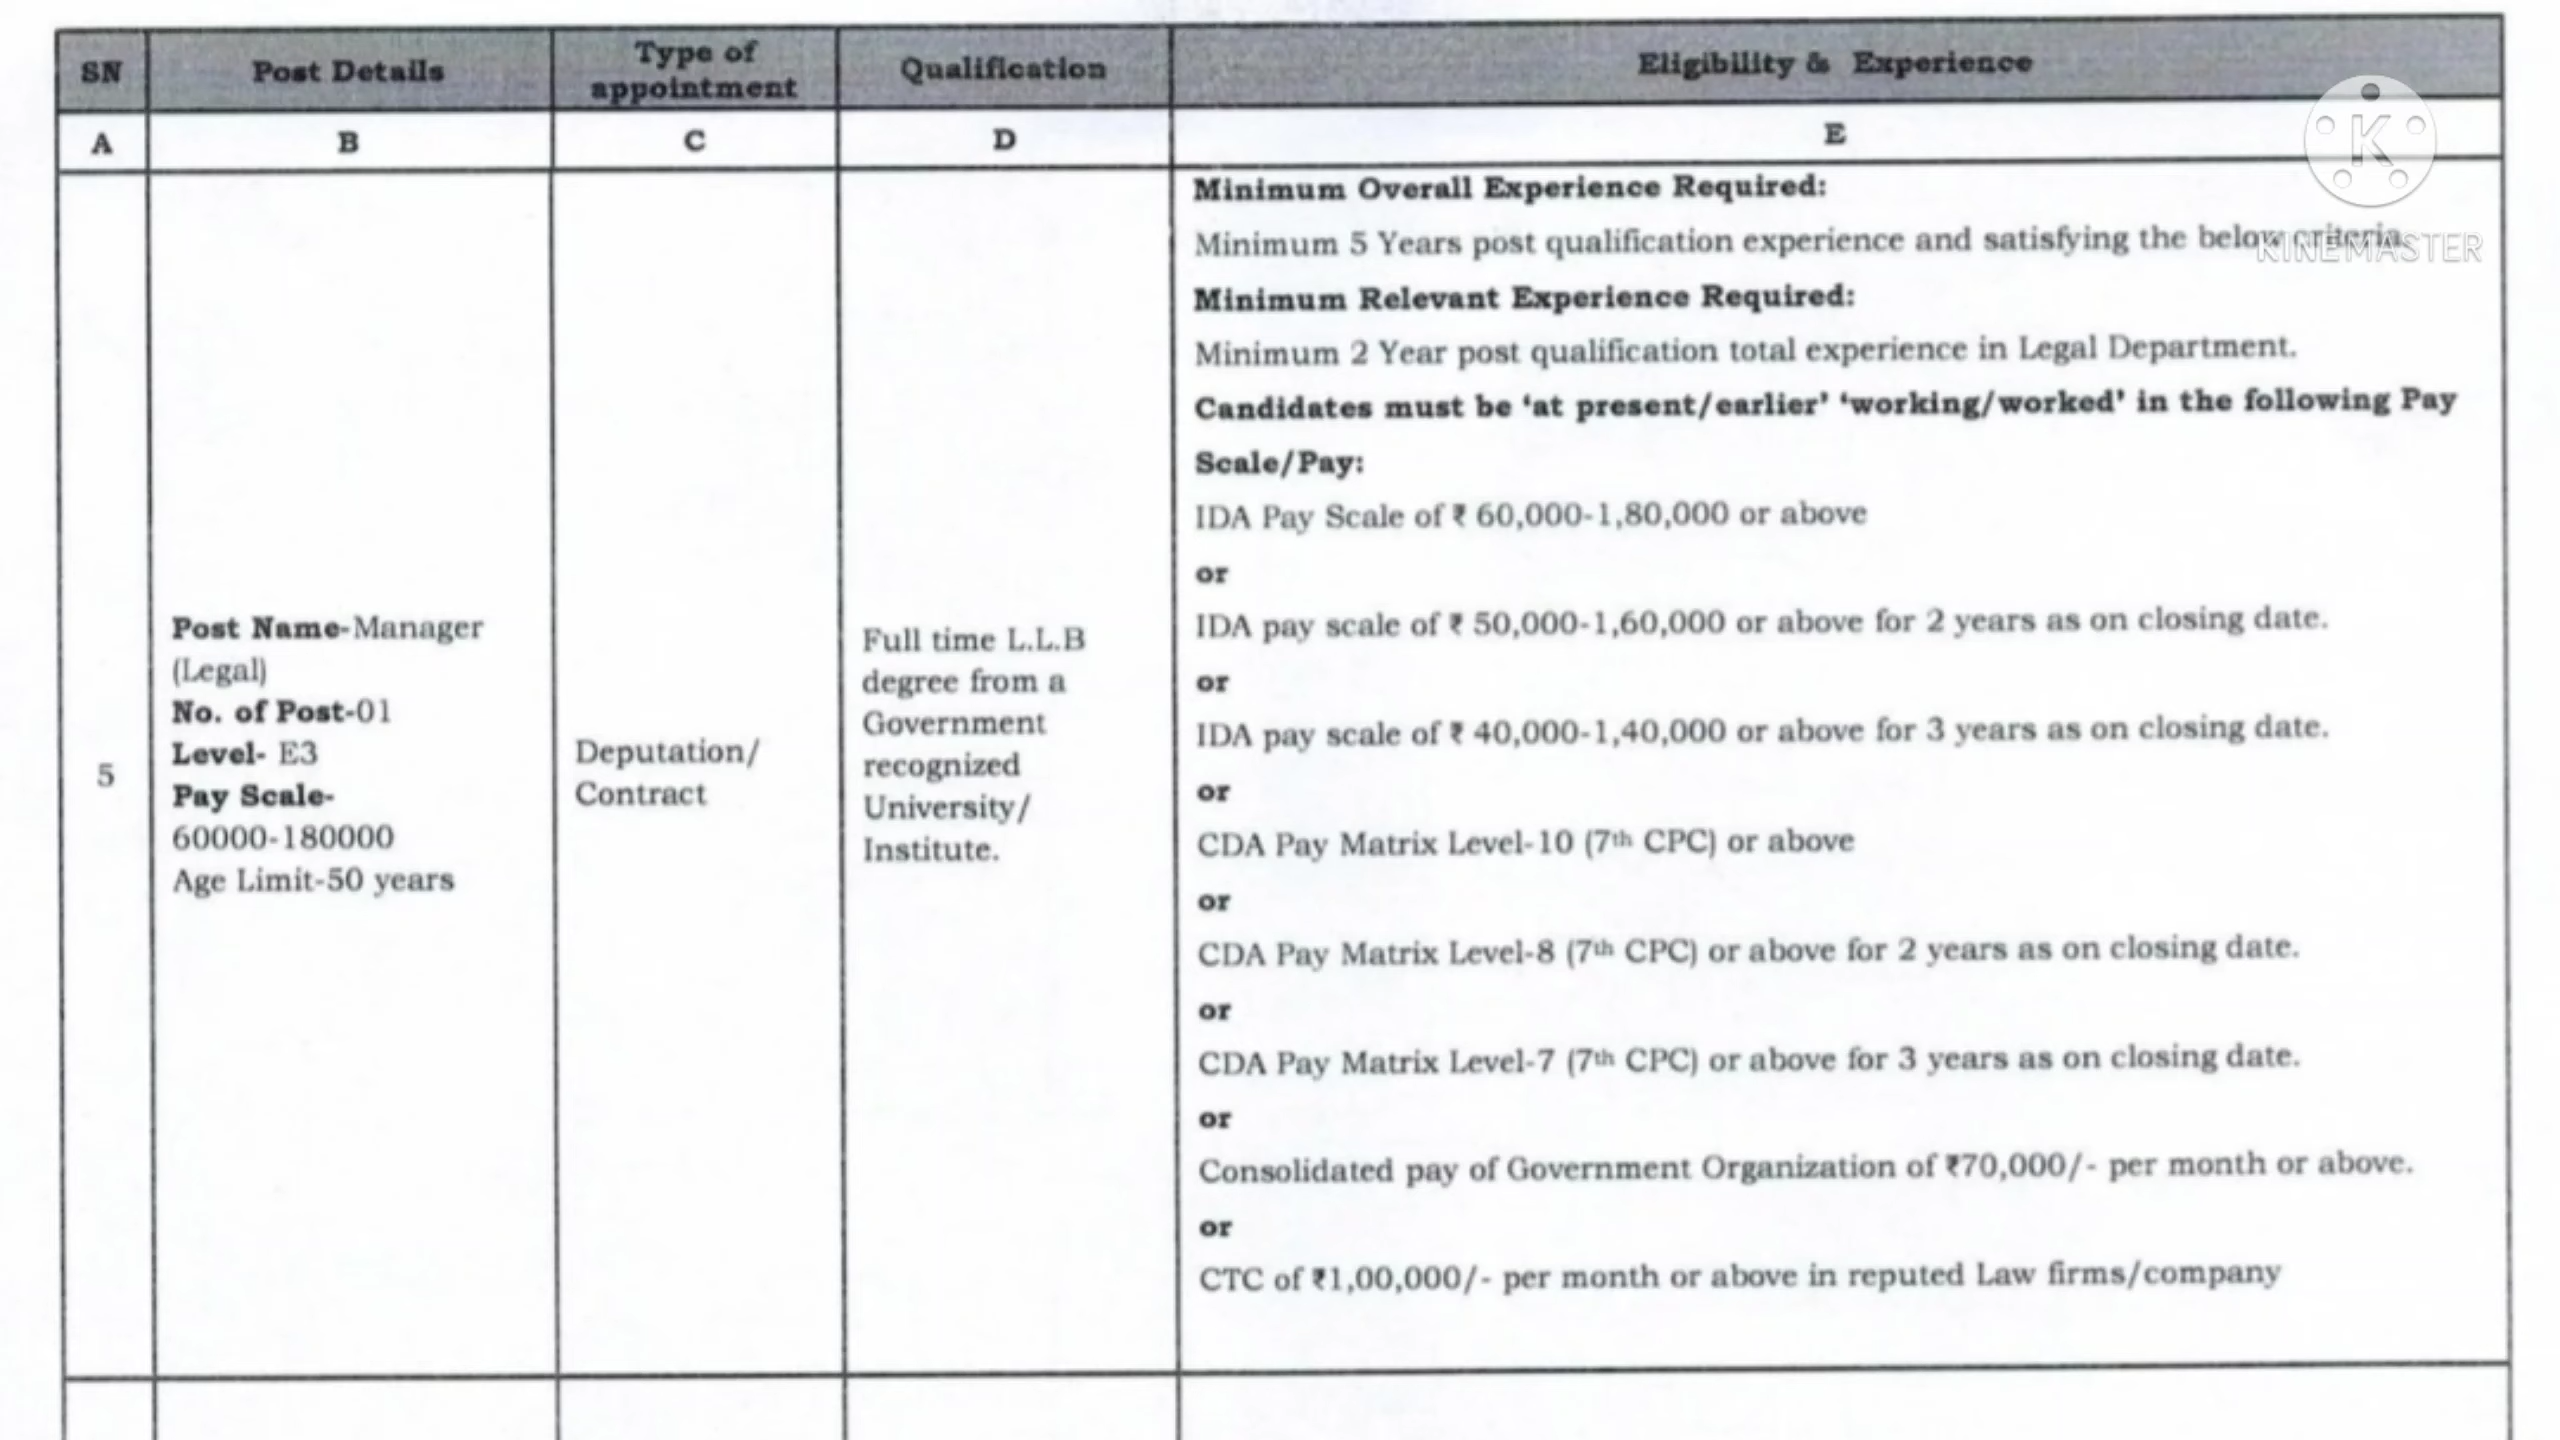 SN
Post Details
Type of
appointment
Qualification
Eligibility & Experience
A
B
C
D
E
5
Post Name-Manager
(Legal)
No. of Post-01
Level- E3
Pay Scale-
60000-180000
Age Limit-50 years
Deputation/
Contract
Full time L.L.B
degree from a
Government
recognized
University/
Institute.
Minimum Overall Experience Required:
Minimum 5 Years post qualification experience and satisfying the below criteria
Minimum Relevant Experience Required:
Minimum 2 Year post qualification total experience in Legal Department.
Candidates must be ‘at present/earlier’ ‘working/worked’ in the following Pay
Scale/Pay:
IDA Pay Scale of ₹ 60,000-1,80,000 or above
or
IDA pay scale of ₹ 50,000-1,60,000 or above for 2 years as on closing date.
or
IDA pay scale of ₹ 40,000-1,40,000 or above for 3 years as on closing date.
or
CDA Pay Matrix Level-10 (7th CPC) or above
or
CDA Pay Matrix Level-8 (7th CPC) or above for 2 years as on closing date.
or
CDA Pay Matrix Level-7 (7th CPC) or above for 3 years as on closing date.
or
Consolidated pay of Government Organization of ₹70,000/- per month or above.
or
CTC of ₹1,00,000/- per month or above in reputed Law firms/company
K
KINEMASTER